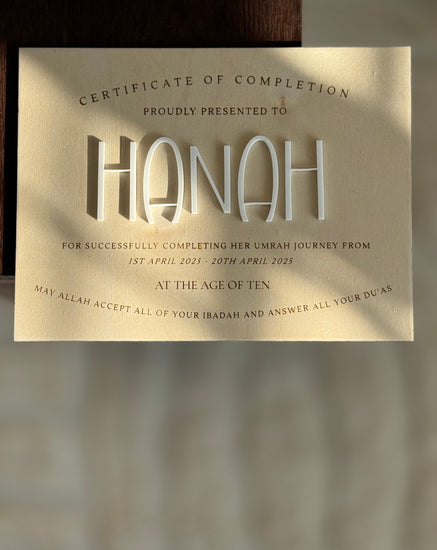 CERTIFICATE OF COMPLETION
PROUDLY PRESENTED TO
HANAH
FOR SUCCESSFULLY COMPLETING HER UMRAH JOURNEY FROM
1ST APRIL 2025 - 20TH APRIL 2025
AT THE AGE OF TEN
MAY ALLAH ACCEPT ALL OF YOUR IBADAH AND ANSWER ALL YOUR DU'AS